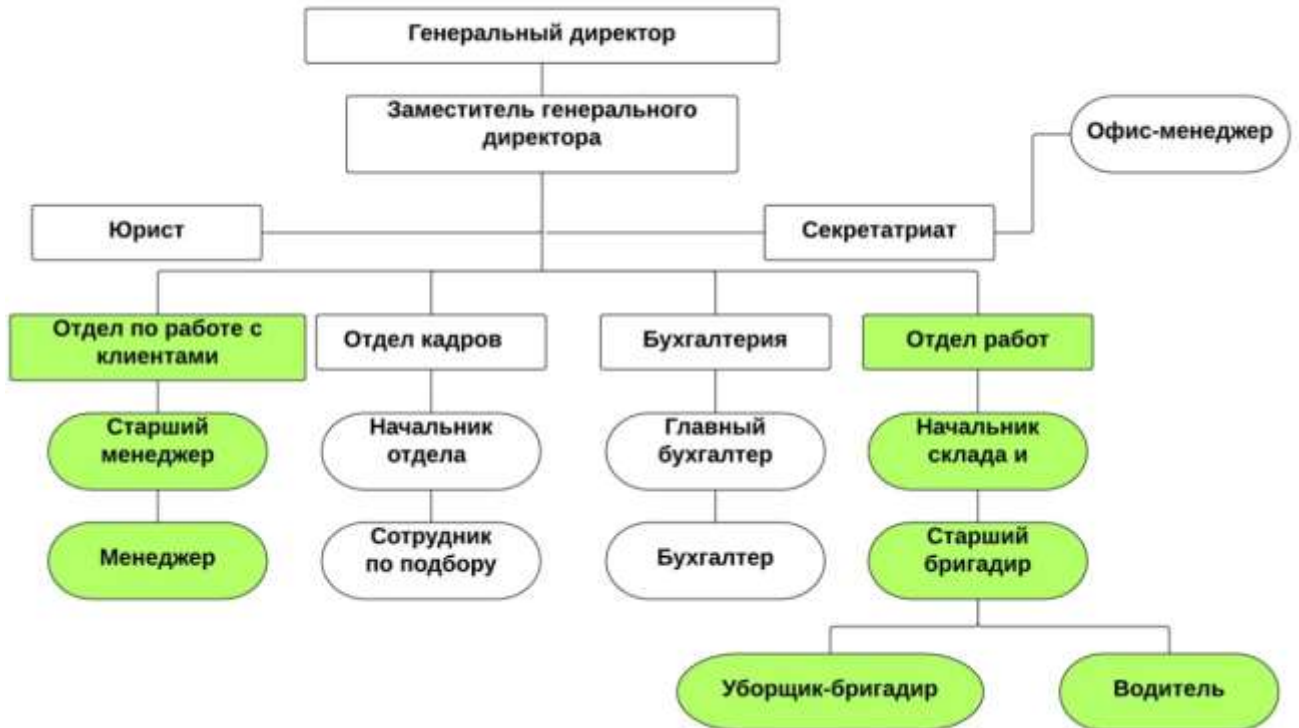 Генеральный директор
Заместитель генерального
директора
Офис-менеджер
Юрист
Секретатриат
Отдел по работе с
клиентами
Отдел кадров
Бухгалтерия
Отдел работ
Старший
менеджер
Начальник
отдела
Главный
бухгалтер
Начальник
склада и
Менеджер
Сотрудник
по подбору
Бухгалтер
Старший
бригадир
Уборщик-бригадир
Водитель